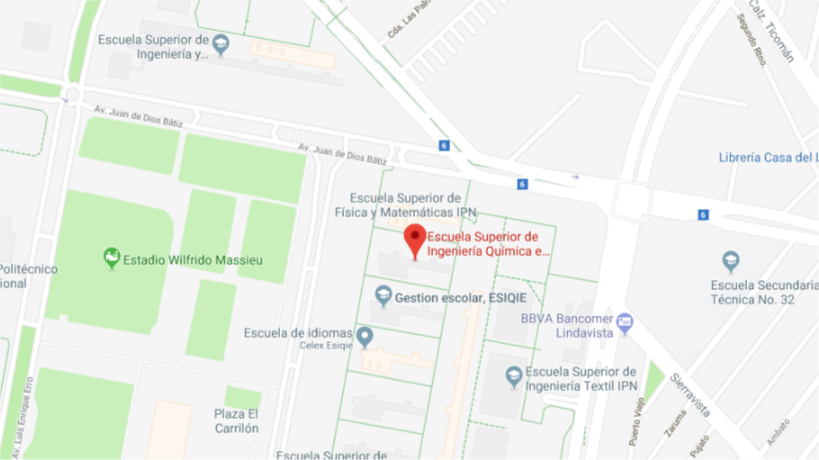 Cda. Las Pal
Calz. Ticomán
Segundo Rtno.
Escuela Superior de
Ingeniería y...
Av. Juan de Dios Bátiz
Av. Juan de Dios Bátiz
6
6
6
Librería Casa del L
Escuela Superior de
Física y Matemáticas IPN
Escuela Superior de
Ingeniería Química e...
Estadio Wilfrido Massieu
Politécnico
ional
Gestion escolar, ESIQIE
Escuela Secundaria
Técnica No. 32
BBVA Bancomer
Lindavista
Escuela de idiomas
Celex Esiqie
Escuela Superior de
Ingeniería Textil IPN
Sierravista
Av. Luis Enrique Erro
Plaza El
Carrilón
Puerto Viejo
Zaruma
Pujato
Ambato
Escuela Superior de